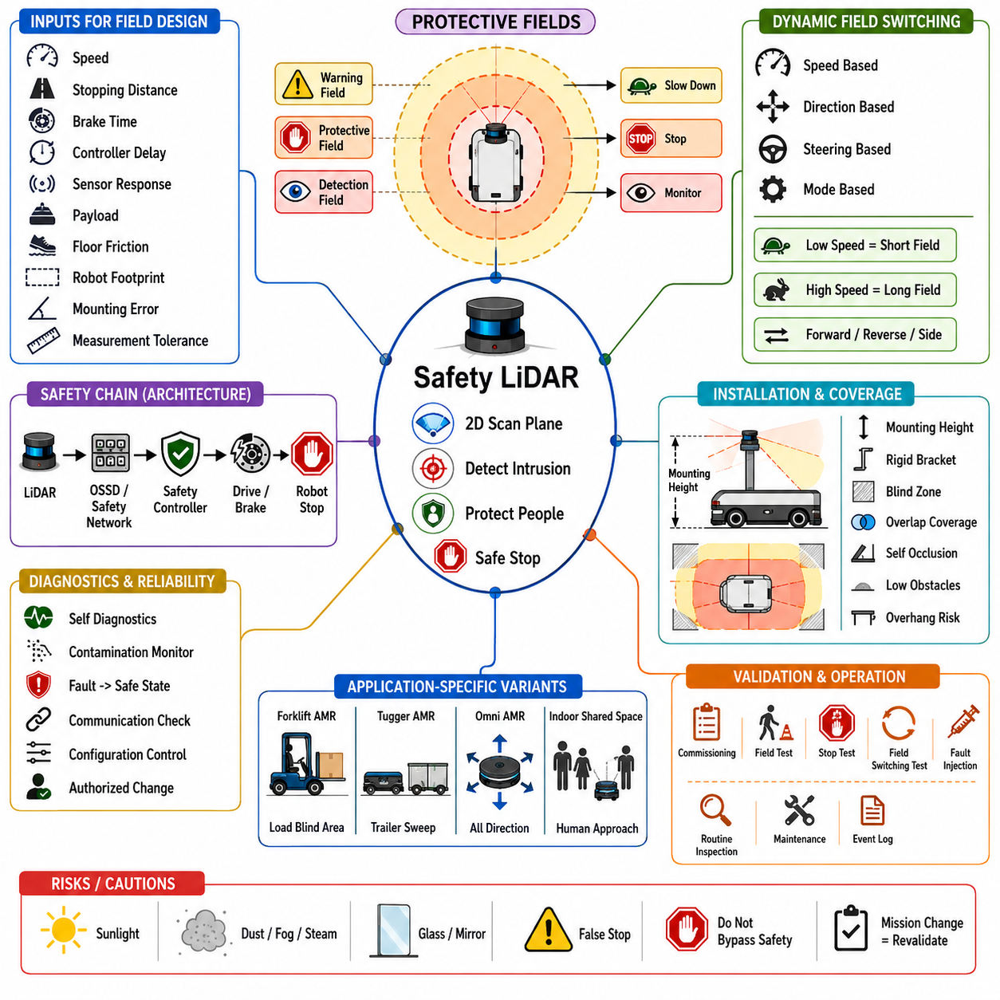 INPUTS FOR FIELD DESIGN
Speed
Stopping Distance
Brake Time
Controller Delay
Sensor Response
Payload
Floor Friction
Robot Footprint
Mounting Error
Measurement Tolerance
PROTECTIVE FIELDS
Warning
Field
Protective
Field
Detection
Field
Slow Down
STOP
Stop
Monitor
DYNAMIC FIELD SWITCHING
Speed Based
Direction Based
Steering Based
Mode Based
Low Speed = Short Field
High Speed = Long Field
Forward / Reverse / Side
Safety LiDAR
2D Scan Plane
Detect Intrusion
Protect People
Safe Stop
SAFETY CHAIN (ARCHITECTURE)
LiDAR
OSSD /
Safety
Network
Safety
Controller
Drive /
Brake
Robot
Stop
INSTALLATION & COVERAGE
Mounting
Height
Mounting Height
Rigid Bracket
Blind Zone
Overlap Coverage
Self Occlusion
Low Obstacles
Overhang Risk
DIAGNOSTICS & RELIABILITY
Self Diagnostics
Contamination Monitor
Fault -> Safe State
Communication Check
Configuration Control
Authorized Change
APPLICATION-SPECIFIC VARIANTS
Forklift AMR
Load Blind Area
Tugger AMR
Trailer Sweep
Omni AMR
All Direction
Indoor Shared Space
Human Approach
VALIDATION & OPERATION
Commissioning
Field Test
Stop Test
Field
Switching Test
Fault
Injection
Routine
Inspection
Maintenance
Event Log
RISKS / CAUTIONS
Sunlight
Dust / Fog / Steam
Glass / Mirror
False Stop
Do Not
Bypass Safety
Mission Change
= Revalidate